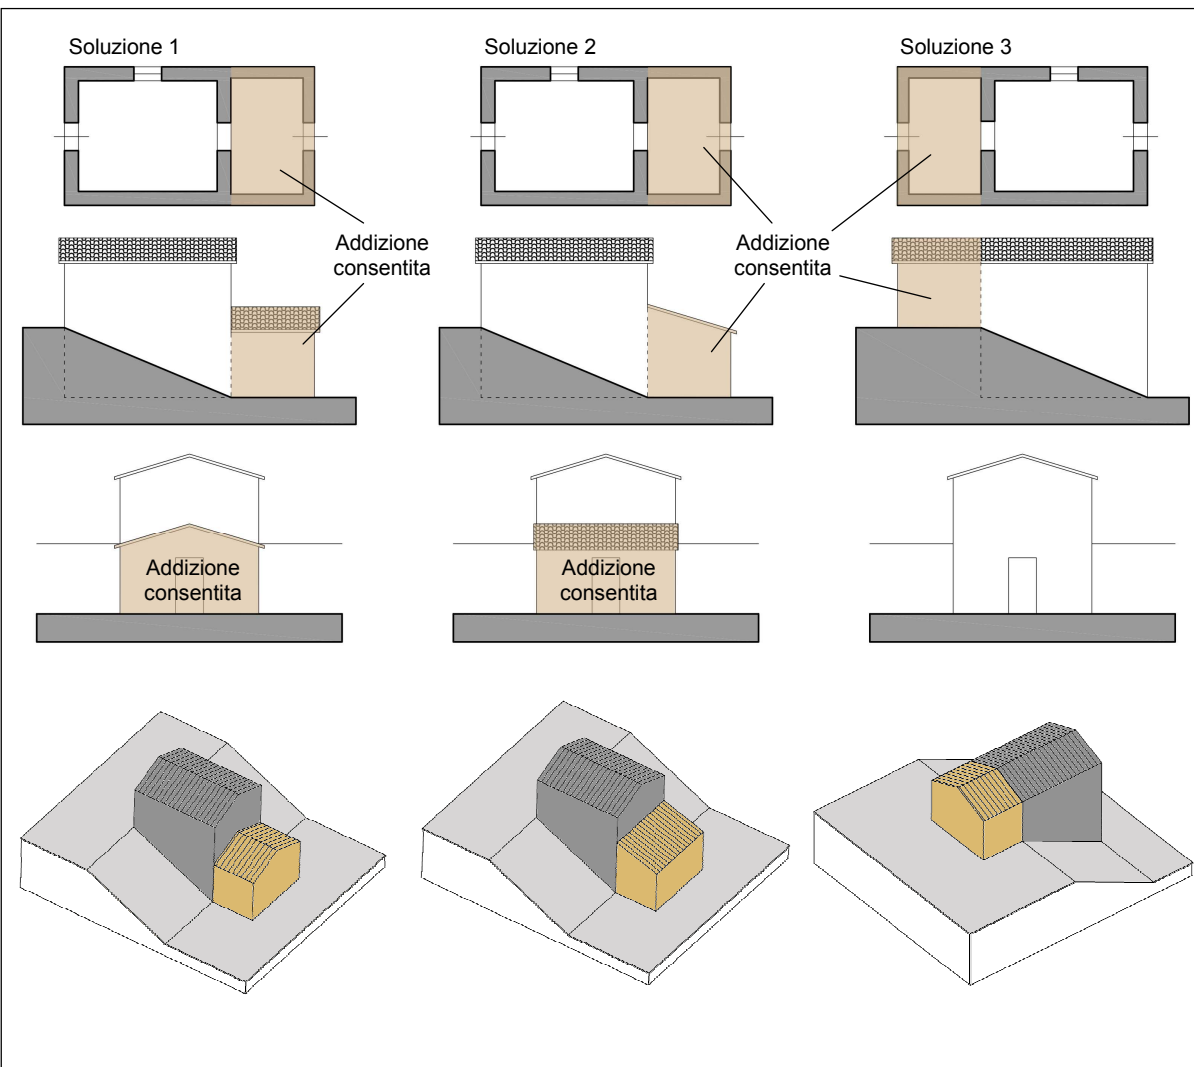 Soluzione 1
Soluzione 2
Soluzione 3
Addizione
consentita
Addizione
consentita
Addizione
consentita
Addizione
consentita